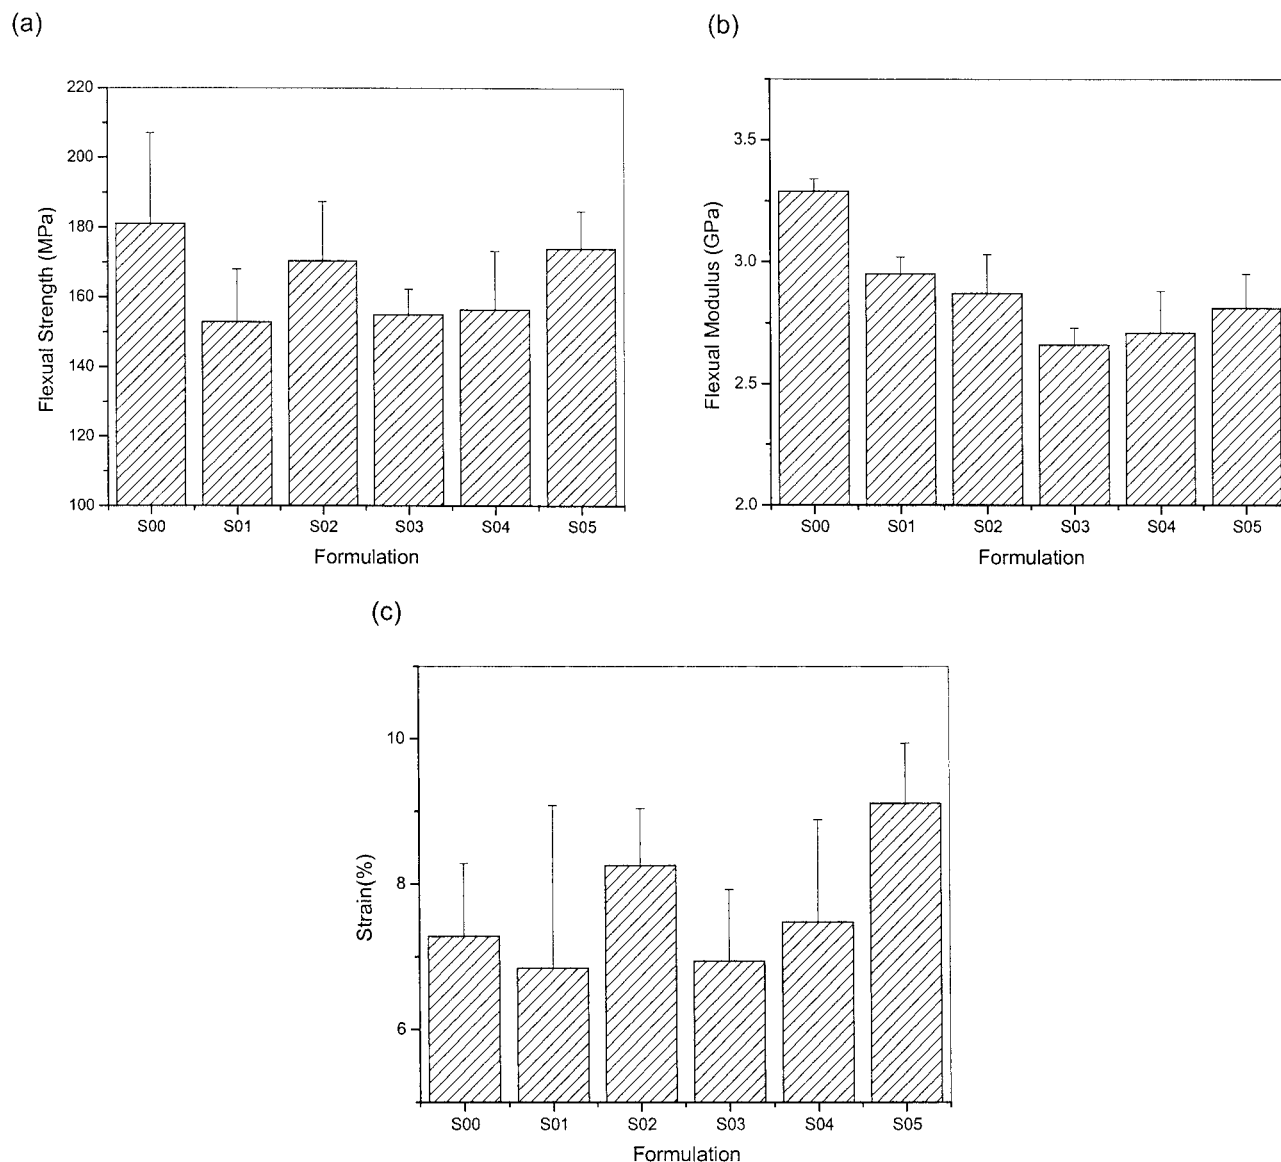 (a)
(b)
220
200
180
160
140
120
100
Flexual Strength (MPa)
S00 S01 S02 S03 S04 S05
Formulation
3.5
3.0
2.5
2.0
Flexual Modulus (GPa)
S00 S01 S02 S03 S04 S05
Formulation
(c)
10
8
6
Strain(%)
S00 S01 S02 S03 S04 S05
Formulation